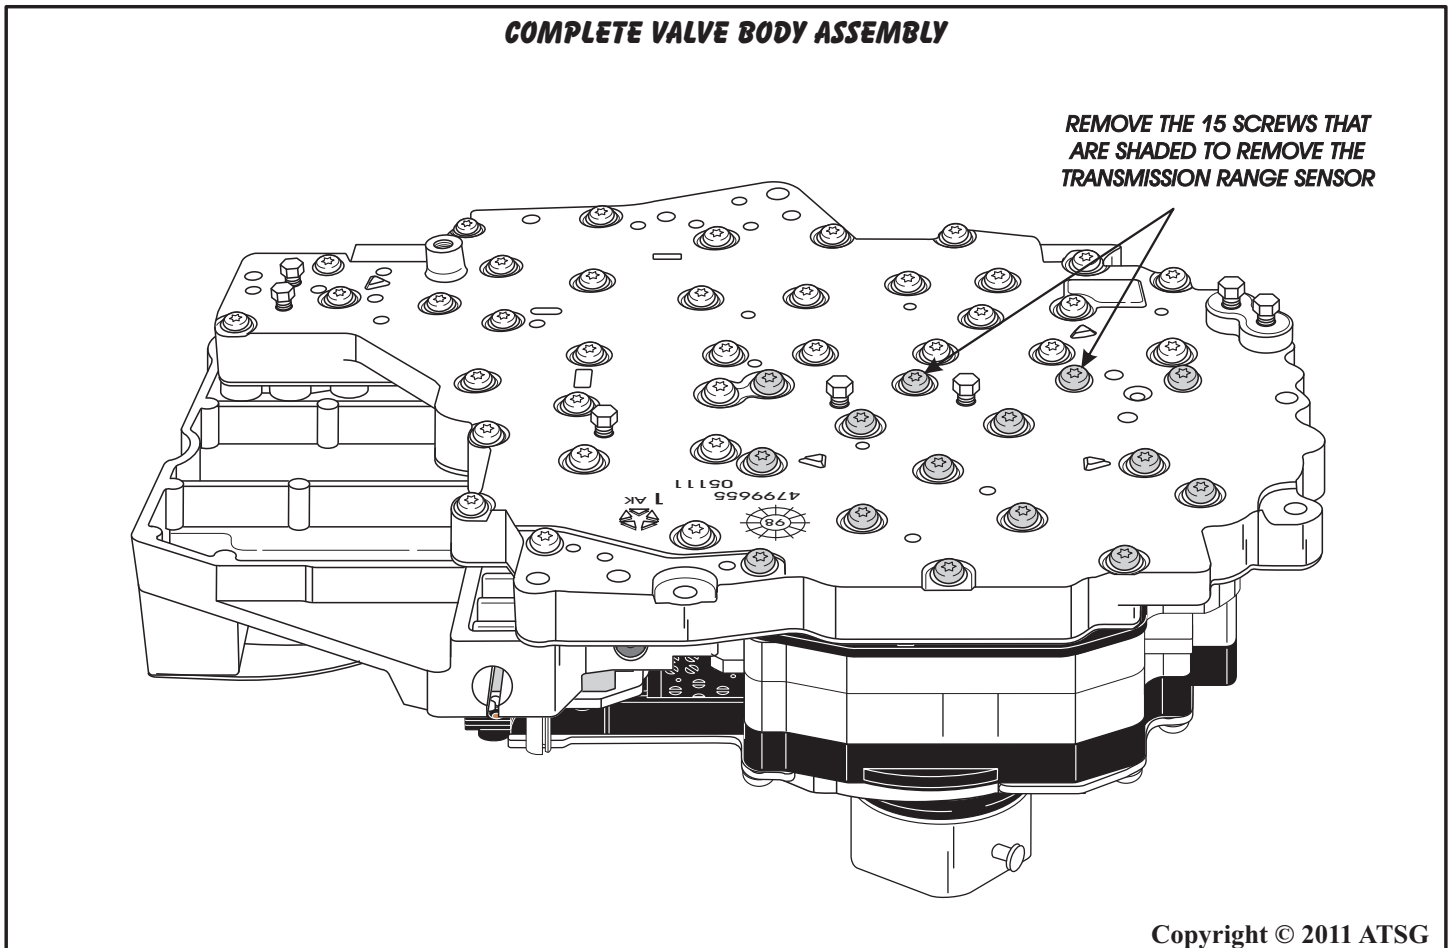 COMPLETE VALVE BODY ASSEMBLY
REMOVE THE 15 SCREWS THAT
ARE SHADED TO REMOVE THE
TRANSMISSION RANGE SENSOR
05111
4799655
1 AK
98
Copyright © 2011 ATSG